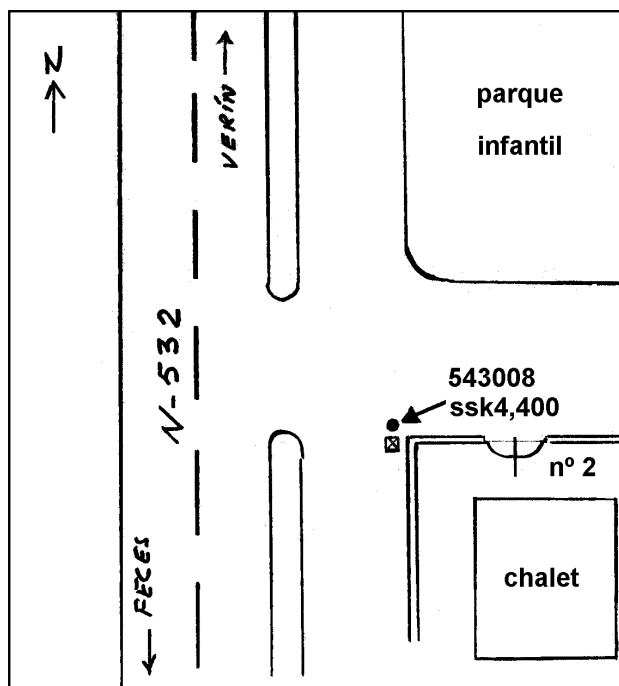 N
VERÍN
parque
infantil
N-532
543008
ssk4,400
nº 2
FECES
chalet